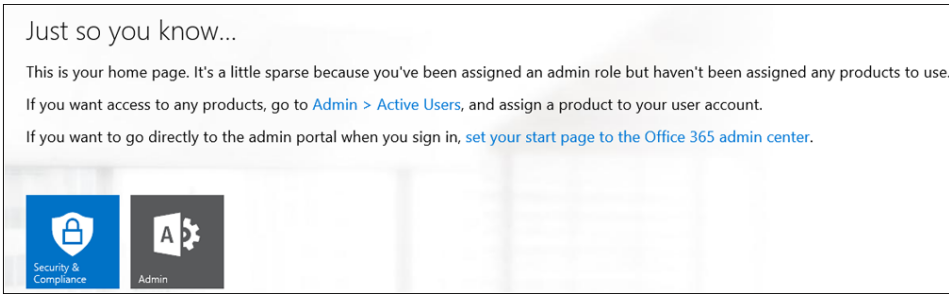 Just so you know...
This is your home page. It's a little sparse because you've been assigned an admin role but haven't been assigned any products to use.
If you want access to any products, go to Admin > Active Users, and assign a product to your user account.
If you want to go directly to the admin portal when you sign in, set your start page to the Office 365 admin center.
A
Security &
Compliance
Admin